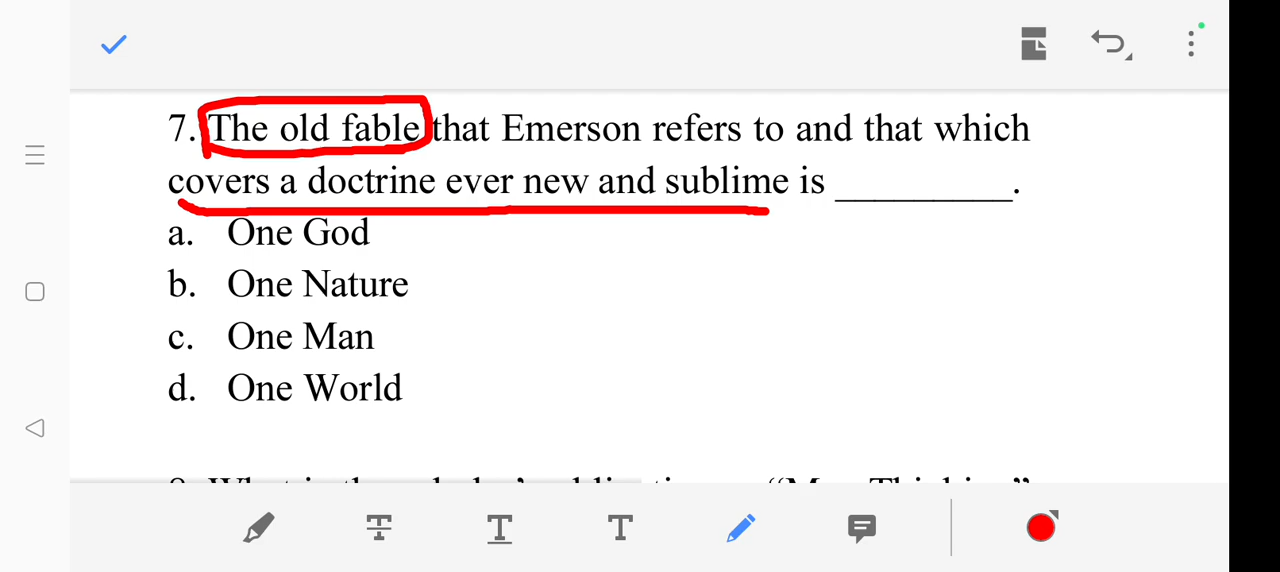 7. The old fable that Emerson refers to and that which
covers a doctrine ever new and sublime is _________.
a. One God
b. One Nature
c. One Man
d. One World
T T T